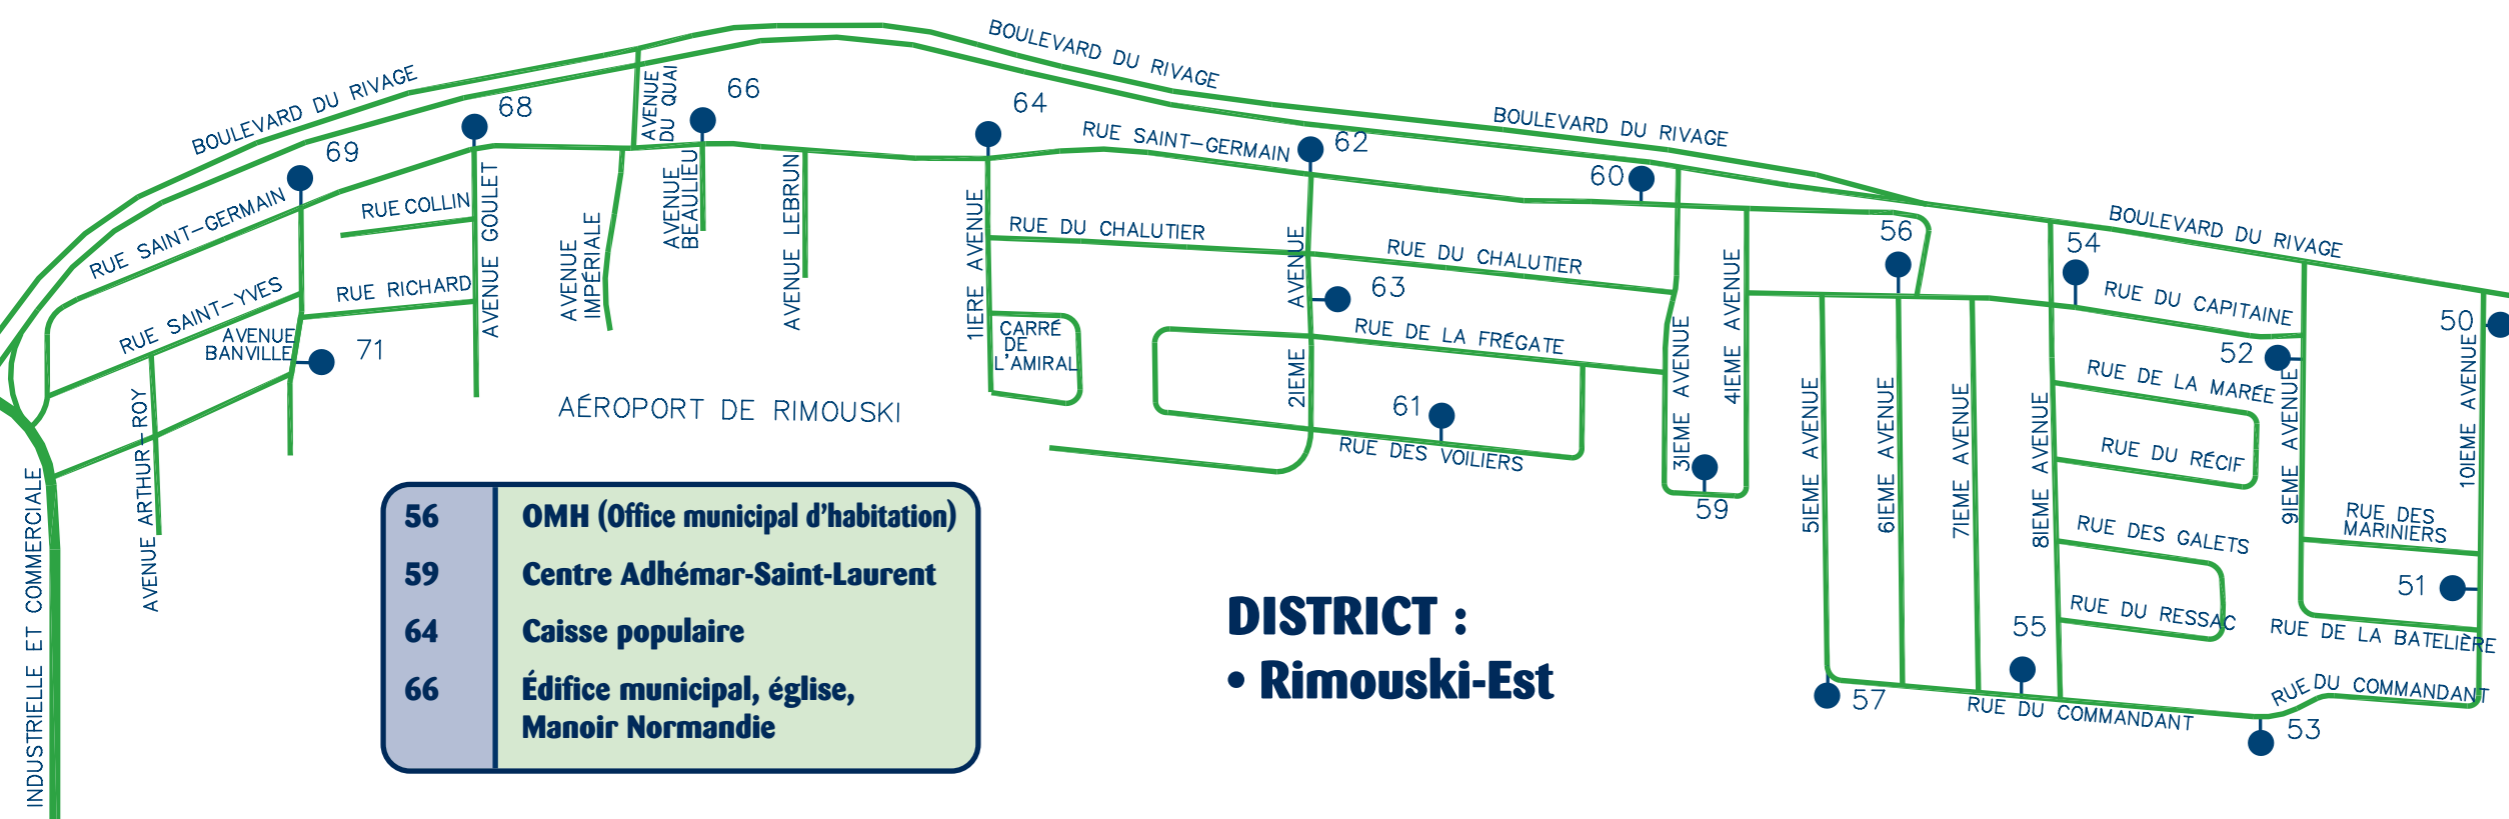 BOULEVARD DU RIVAGE
BOULEVARD DU RIVAGE
BOULEVARD DU RIVAGE
BOULEVARD DU RIVAGE
69
68
AVENUE
DU QUAI
66
64
RUE SAINT-GERMAIN
62
60
56
54
RUE SAINT-GERMAIN
RUE COLLIN
AVENUE GOULET
AVENUE
IMPÉRIALE
AVENUE
BEAULIEU
AVENUE LEBRUN
1IERE AVENUE
RUE DU CHALUTIER
2IEME AVENUE
RUE DU CHALUTIER
63
4IEME AVENUE
RUE DU CAPITAINE
50
RUE SAINT-YVES
RUE RICHARD
AVENUE
BANVILLE
71
CARRÉ
DE
L'AMIRAL
RUE DE LA FRÉGATE
3IEME AVENUE
52
RUE DE LA MARÉE
AVENUE ARTHUR-ROY
AÉROPORT DE RIMOUSKI
61
RUE DES VOILIERS
59
5IEME AVENUE
6IEME AVENUE
7IEME AVENUE
8IEME AVENUE
RUE DU RÉCIF
9IEME AVENUE
10IEME AVENUE
RUE DES
MARINIERS
RUE DES GALETS
51
RUE DU RESSAC
RUE DE LA BATELIÈRE
55
57
RUE DU COMMANDANT
RUE DU COMMANDANT
53
INDUSTRIELLE ET COMMERCIALE
56 OMH (Office municipal d'habitation)
59 Centre Adhémar-Saint-Laurent
64 Caisse populaire
66 Édifice municipal, église,
Manoir Normandie
DISTRICT :
• Rimouski-Est